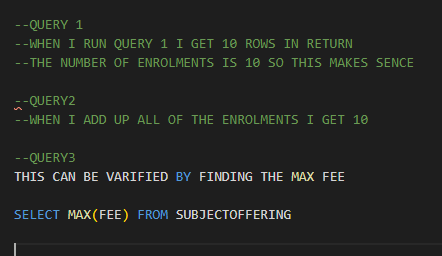 --QUERY 1
--WHEN I RUN QUERY 1 I GET 10 ROWS IN RETURN
--THE NUMBER OF ENROLMENTS IS 10 SO THIS MAKES SENCE
--QUERY2
--WHEN I ADD UP ALL OF THE ENROLMENTS I GET 10
--QUERY3
THIS CAN BE VARIFIED BY FINDING THE MAX FEE
SELECT MAX(FEE) FROM SUBJECTOFFERING